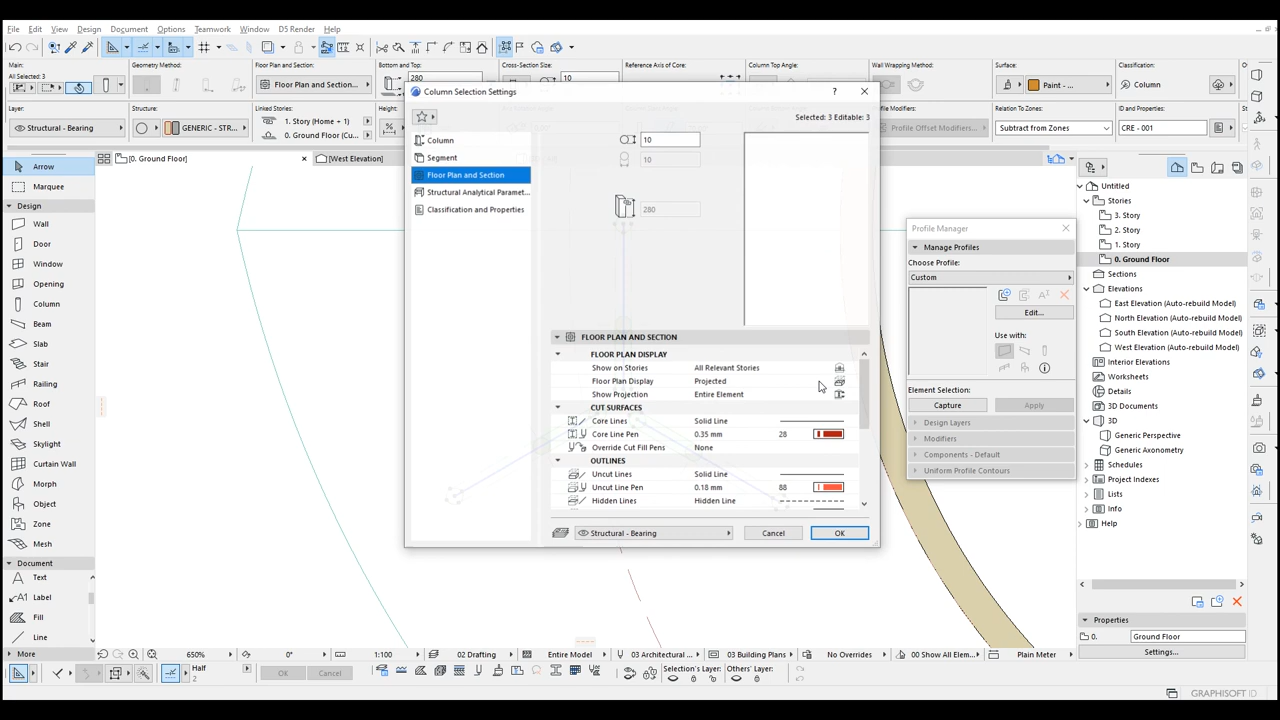 File Edit View Design Document Options Teamwork Window D5 Render Help
Main: Geometry Method: Floor Plan and Section: Bottom and Top: Cross-Section Size: Reference Axis of Core: Column Top Angle: Wall Wrapping Method: Surface: Classification:
All Selected: 3 Floor Plan and Section... 280 10 Paint - ... Column
Column Selection Settings
Layer: Structure: Linked Stories: Height: Profile Modifiers: Relation To Zones: ID and Properties:
Structural - Bearing GENERIC - STR... 1. Story (Home + 1) Profile Offset Modifiers... Subtract from Zones CRE - 001
0. Ground Floor (Cu...
Selected: 3 Editable: 3
[0. Ground Floor] [West Elevation]
Arrow
Marquee
Design
Wall
Door
Window
Opening
Column
Beam
Slab
Stair
Railing
Roof
Shell
Skylight
Curtain Wall
Morph
Object
Zone
Mesh
Document
Text
Label
Fill
Line
More
Column
Segment
Floor Plan and Section
Structural Analytical Paramet...
Classification and Properties
10
10
280
FLOOR PLAN AND SECTION
FLOOR PLAN DISPLAY
Show on Stories All Relevant Stories
Floor Plan Display Projected
Show Projection Entire Element
CUT SURFACES
Core Lines Solid Line
Core Line Pen 0.35 mm 28
Override Cut Fill Pens None
OUTLINES
Uncut Lines Solid Line
Uncut Line Pen 0.18 mm 88
Hidden Lines Hidden Line
Structural - Bearing Cancel OK
Profile Manager
Manage Profiles
Choose Profile:
Custom
Edit...
Use with:
Element Selection:
Capture Apply
Design Layers
Modifiers
Components - Default
Uniform Profile Contours
Untitled
Stories
3. Story
2. Story
1. Story
0. Ground Floor
Sections
Elevations
East Elevation (Auto-rebuild Model)
North Elevation (Auto-rebuild Model)
South Elevation (Auto-rebuild Model)
West Elevation (Auto-rebuild Model)
Interior Elevations
Worksheets
Details
3D Documents
3D
Generic Perspective
Generic Axonometry
Schedules
Project Indexes
Lists
Info
Help
Properties
0. Ground Floor
Settings...
650% 0° 1:100 02 Drafting Entire Model 03 Architectural ... 03 Building Plans No Overrides 00 Show All Elem... Plain Meter
Half
2
OK Cancel Selection's Layer: Others' Layer:
GRAPHISOFT ID